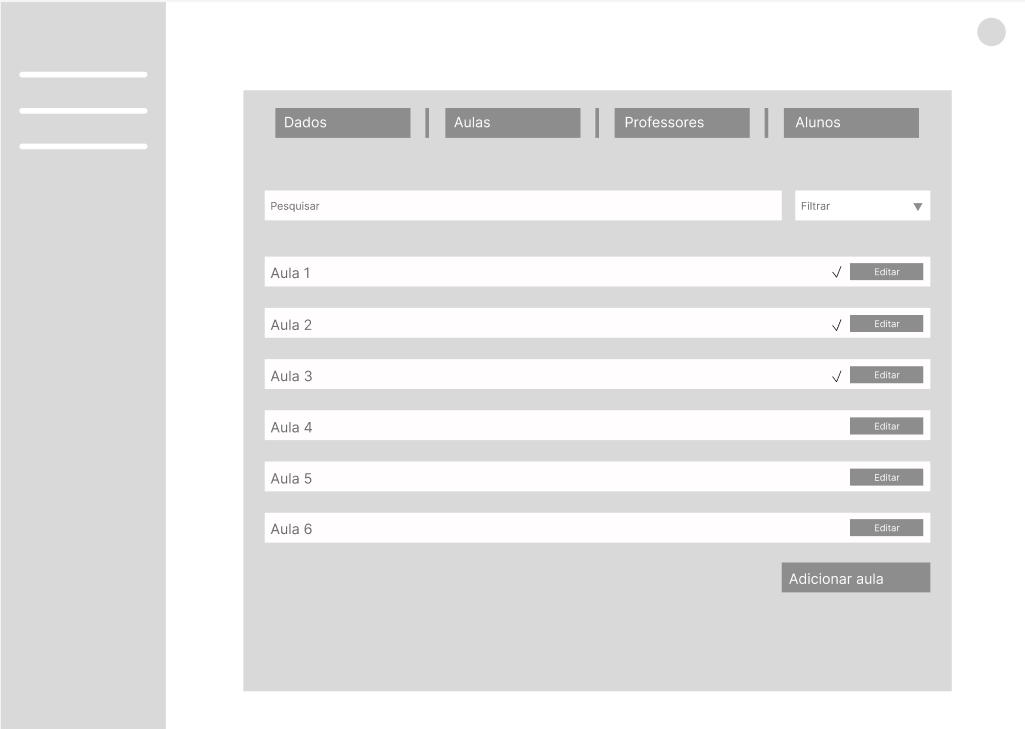 Dados
Aulas
Professores
Alunos
Pesquisar
Filtrar
Aula 1
Editar
Aula 2
Editar
Aula 3
Editar
Aula 4
Editar
Aula 5
Editar
Aula 6
Editar
Adicionar aula